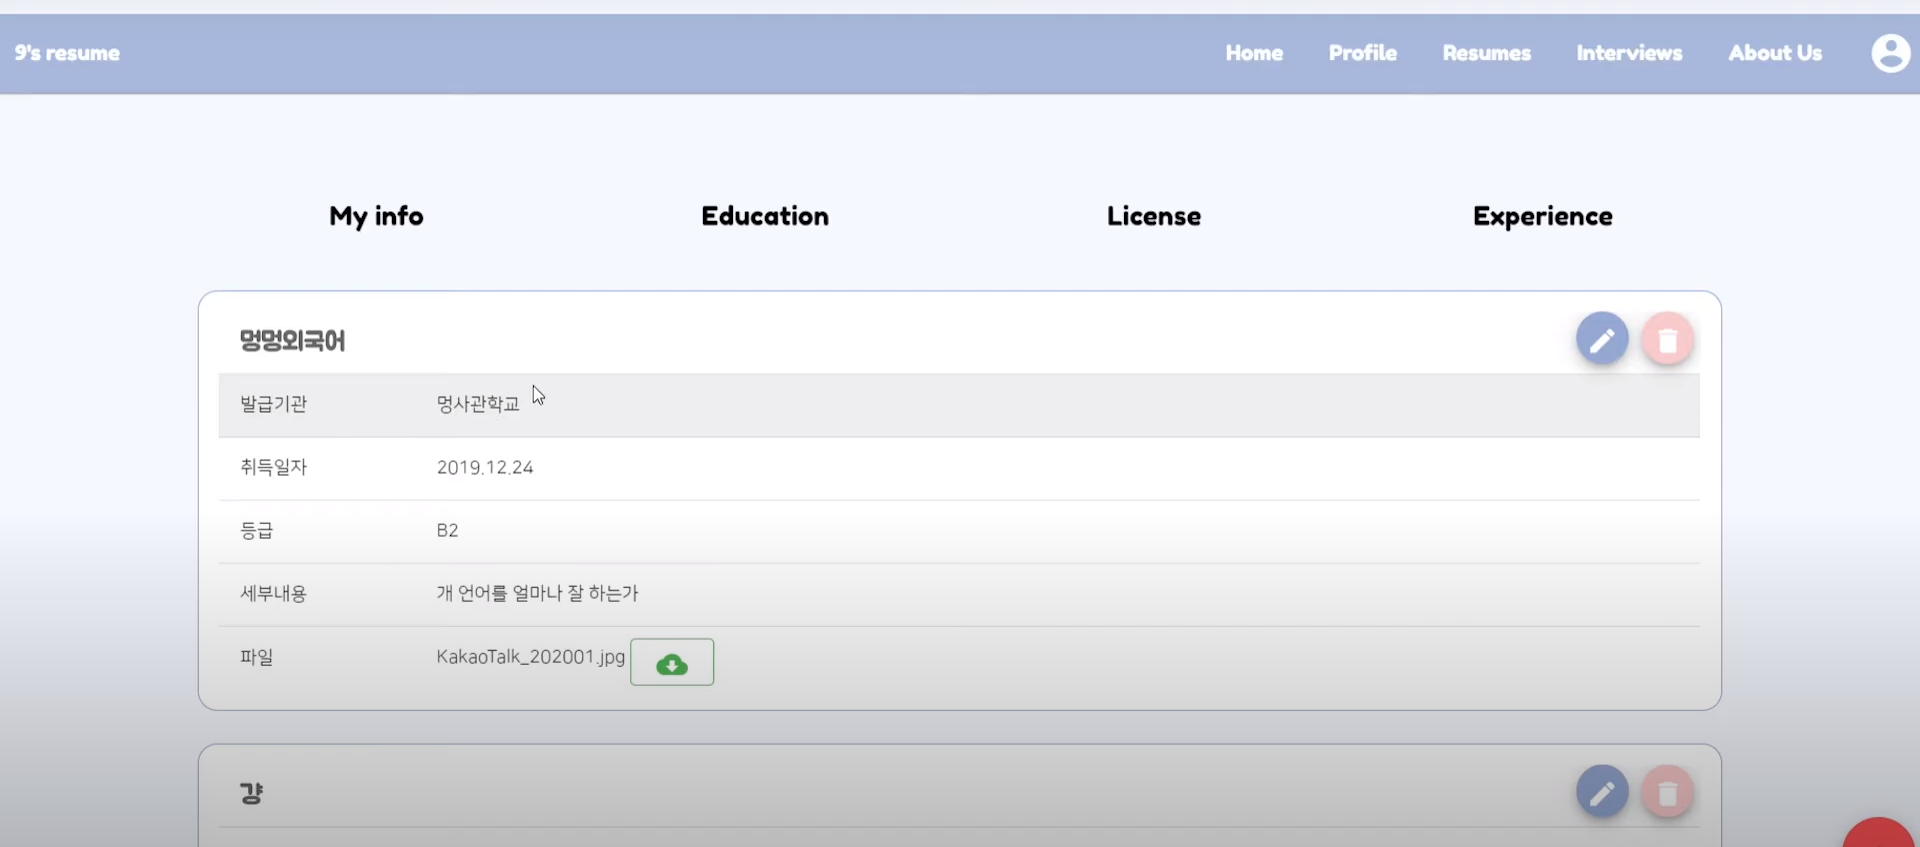 9's resume Home Profile Resumes Interviews About Us
My info Education License Experience
멍멍외국어
발급기관 멍사관학교
취득일자 2019.12.24
등급 B2
세부내용 개 언어를 얼마나 잘 하는가
파일 KakaoTalk_202001.jpg
걍